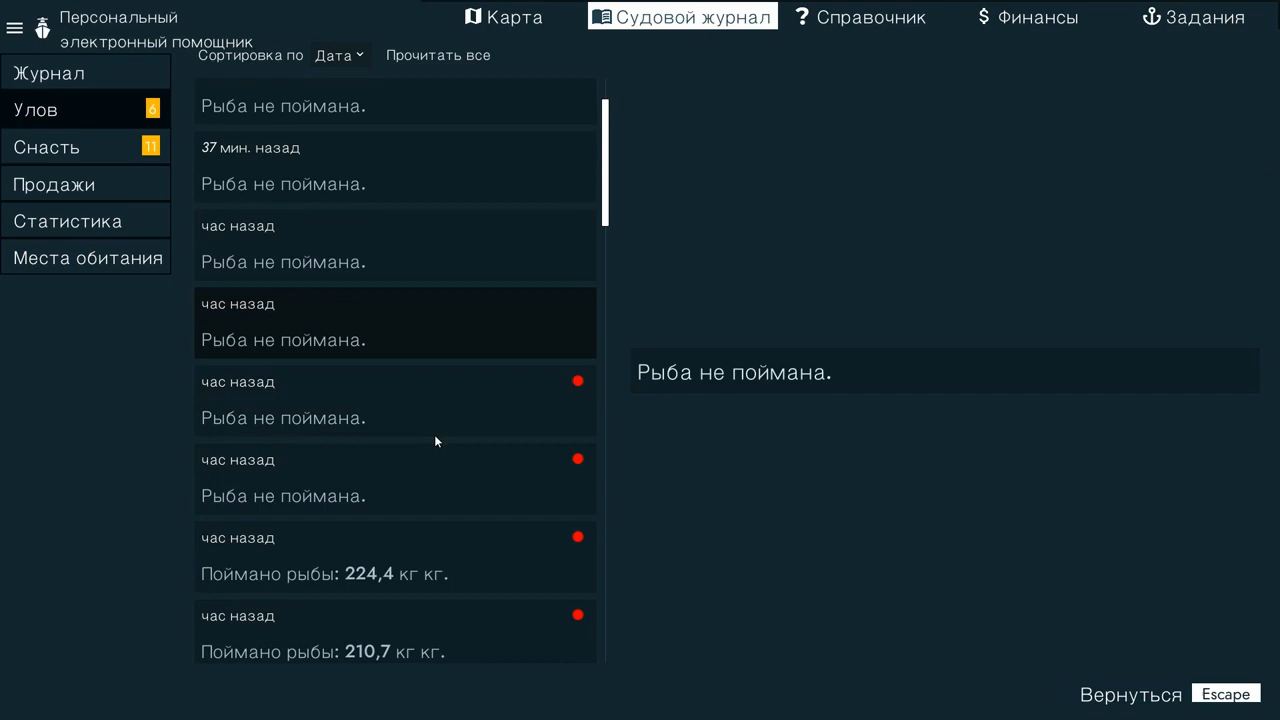 Персональный
электронный помощник
Карта
Судовой журнал
Справочник
Финансы
Задания
Журнал
Улов 6
Снасть 11
Продажи
Статистика
Места обитания
Сортировка по Дата Прочитать все
Рыба не поймана.
37 мин. назад
Рыба не поймана.
час назад
Рыба не поймана.
час назад
Рыба не поймана.
час назад
Рыба не поймана.
час назад
Рыба не поймана.
час назад
Поймано рыбы: 224,4 кг кг.
час назад
Поймано рыбы: 210,7 кг кг.
Рыба не поймана.
Вернуться Escape